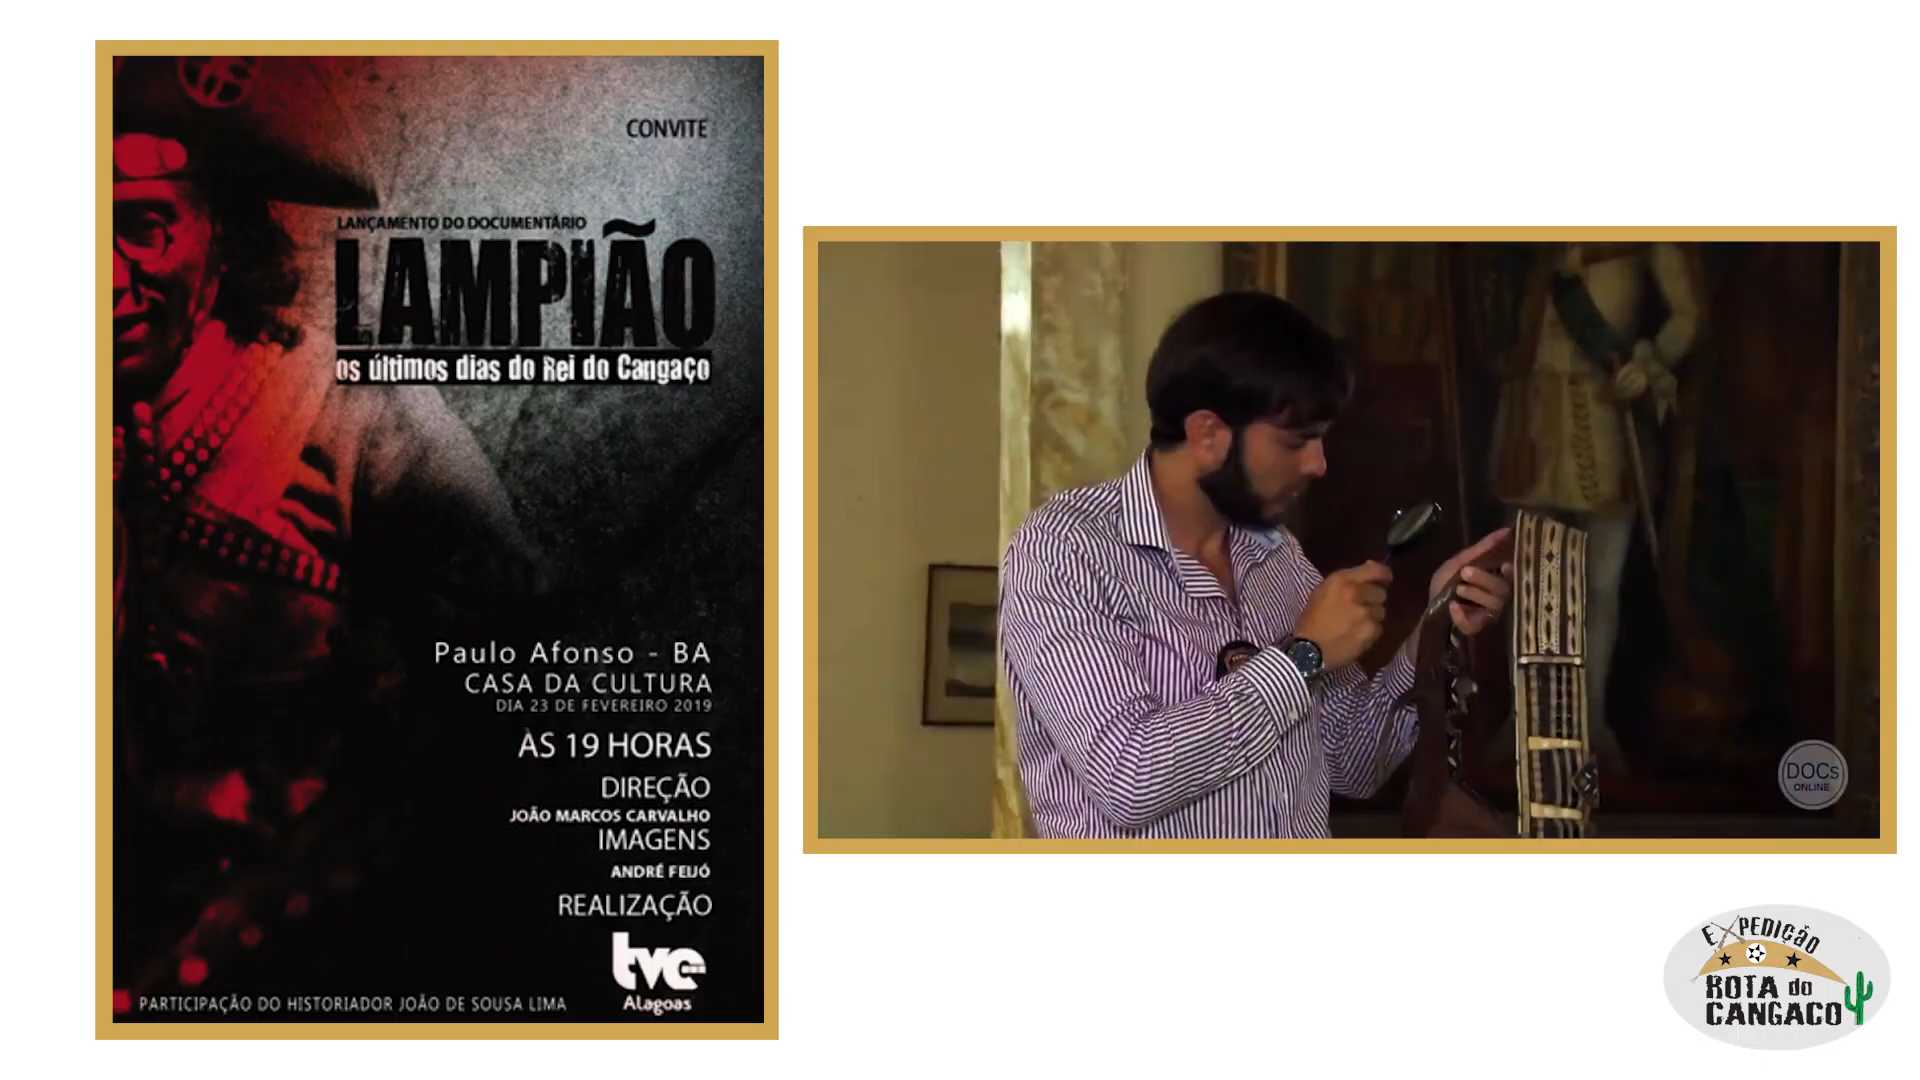 CONVITE
LANÇAMENTO DO DOCUMENTÁRIO
LAMPIÃO
os últimos dias do Rei do Cangaço
Paulo Afonso - BA
CASA DA CULTURA
DIA 23 DE FEVEREIRO 2019
ÀS 19 HORAS
DIREÇÃO
JOÃO MARCOS CARVALHO
IMAGENS
ANDRÉ FEIJÓ
REALIZAÇÃO
tve
Alagoas
PARTICIPAÇÃO DO HISTORIADOR JOÃO DE SOUSA LIMA
DOCs
ONLINE
EXPEDIÇÃO
ROTA do
CANGAÇO